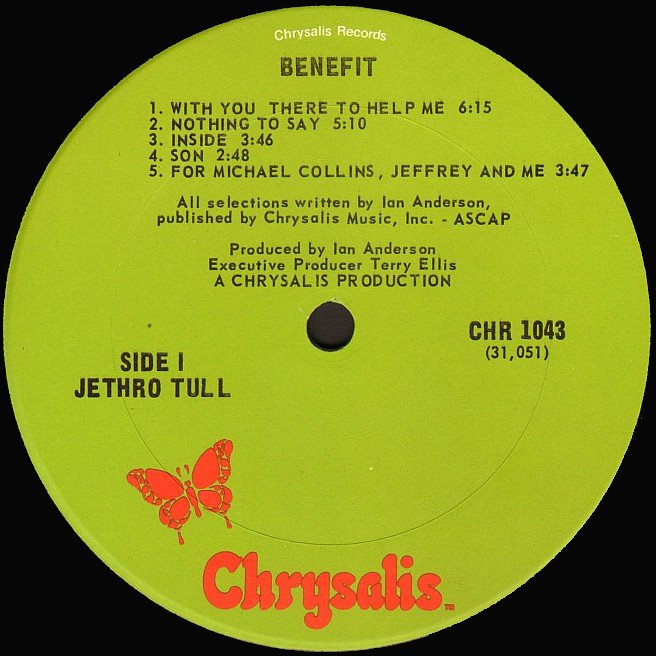 Chrysalis Records
BENEFIT
1. WITH YOU THERE TO HELP ME 6:15
2. NOTHING TO SAY 5:10
3. INSIDE 3:46
4. SON 2:48
5. FOR MICHAEL COLLINS, JEFFREY AND ME 3:47
All selections written by Ian Anderson,
published by Chrysalis Music, Inc. - ASCAP
Produced by Ian Anderson
Executive Producer Terry Ellis
A CHRYSALIS PRODUCTION
CHR 1043
(31,051)
SIDE I
JETHRO TULL
Chrysalis TM